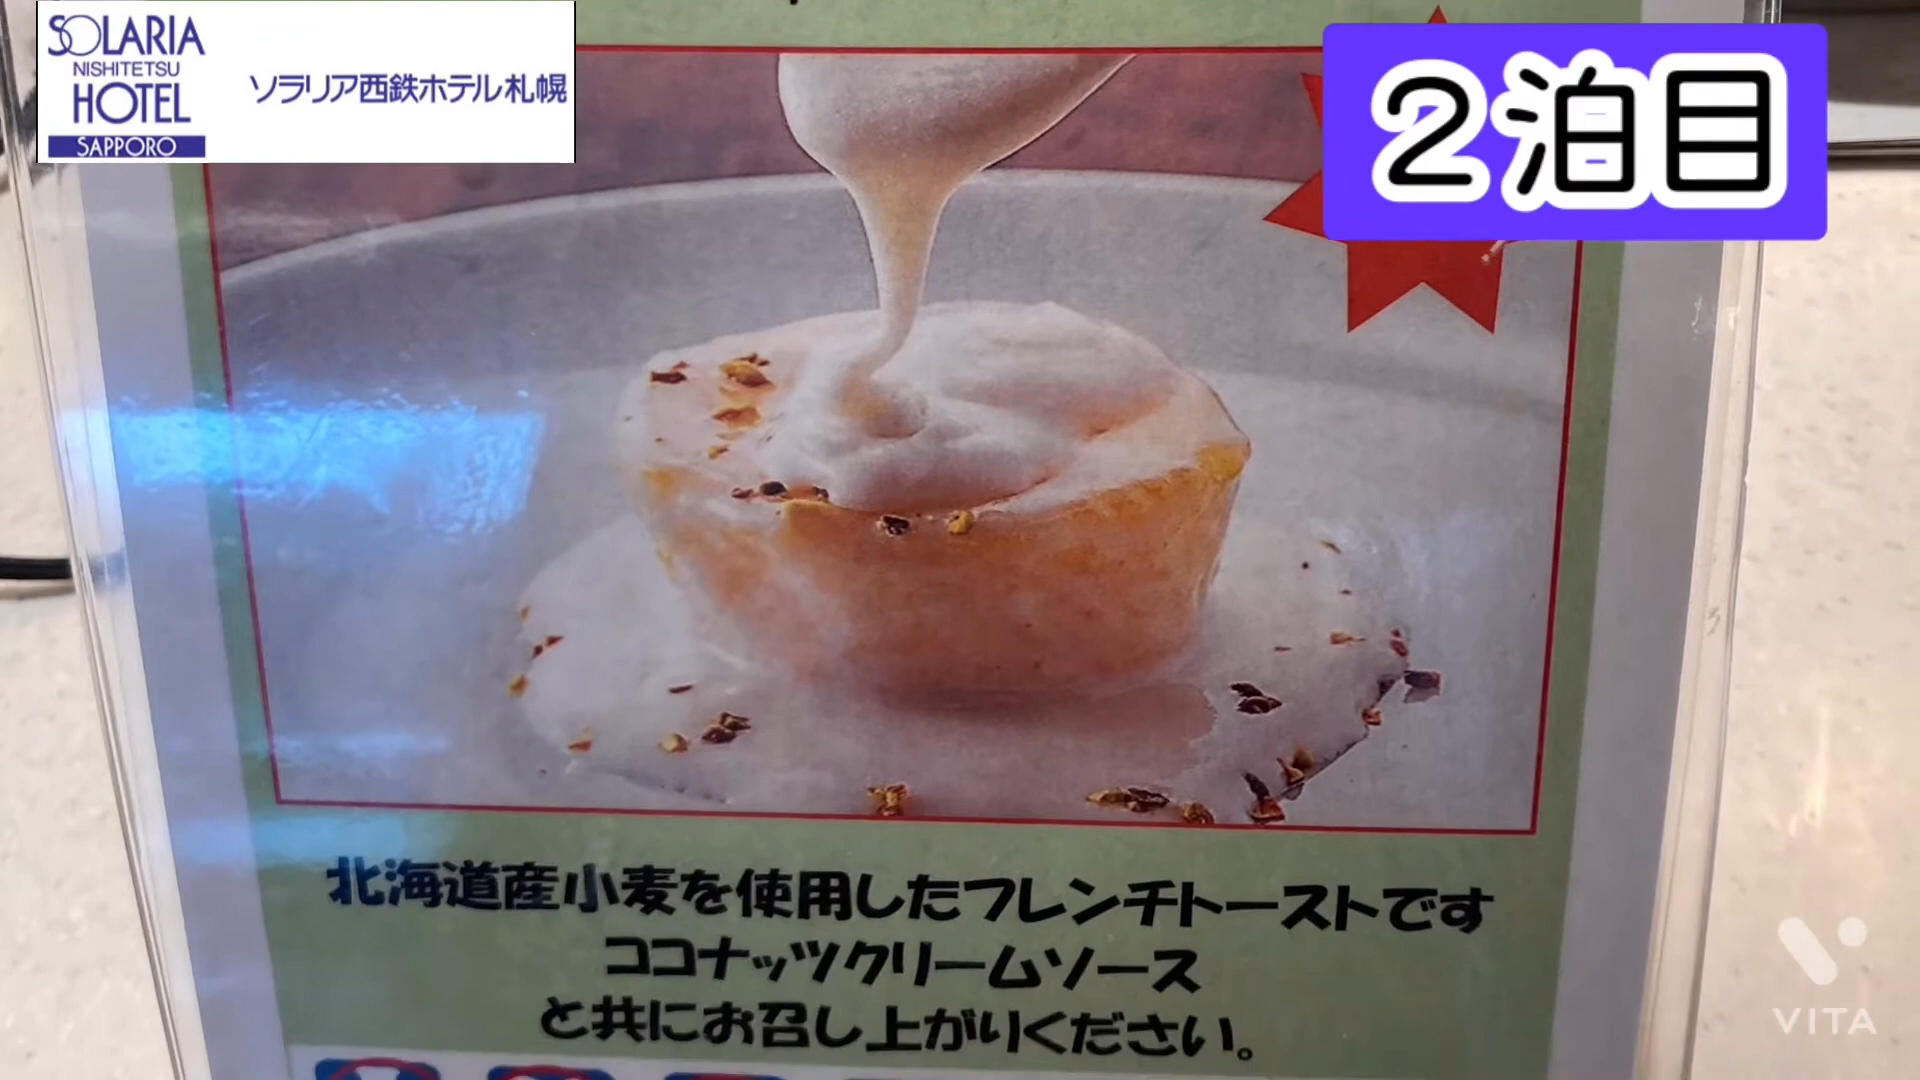 SOLARIA
NISHITETSU
HOTEL
SAPPORO
ソラリア西鉄ホテル札幌
2泊目
北海道産小麦を使用したフレンチトーストです
ココナッツクリームソース
と共にお召し上がりください。
VITA